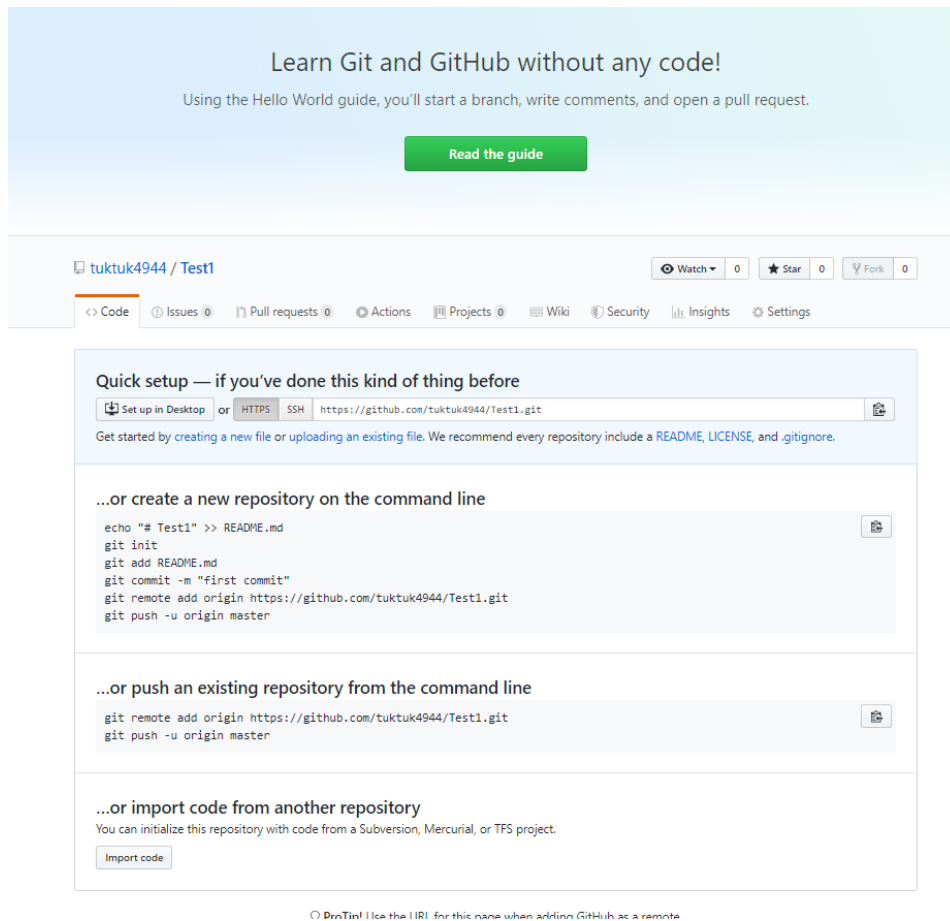 Learn Git and GitHub without any code!
Using the Hello World guide, you'll start a branch, write comments, and open a pull request.
Read the guide
tuktuk4944 / Test1
Watch 0 Star 0 Fork 0
<> Code Issues 0 Pull requests 0 Actions Projects 0 Wiki Security Insights Settings
Quick setup — if you've done this kind of thing before
Set up in Desktop or HTTPS SSH https://github.com/tuktuk4944/Test1.git
Get started by creating a new file or uploading an existing file. We recommend every repository include a README, LICENSE, and .gitignore.
…or create a new repository on the command line
echo "# Test1" >> README.md
git init
git add README.md
git commit -m "first commit"
git remote add origin https://github.com/tuktuk4944/Test1.git
git push -u origin master
…or push an existing repository from the command line
git remote add origin https://github.com/tuktuk4944/Test1.git
git push -u origin master
…or import code from another repository
You can initialize this repository with code from a Subversion, Mercurial, or TFS project.
Import code
ProTip! Use the URL for this page when adding GitHub as a remote.